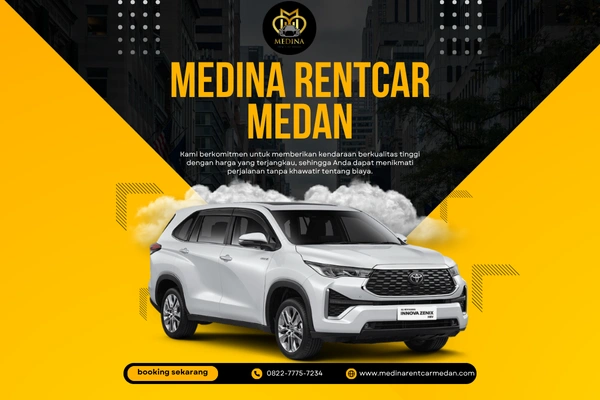 MEDINA
MEDINA RENTCAR
MEDAN
Kami berkomitmen untuk memberikan kendaraan berkualitas tinggi
dengan harga yang terjangkau, sehingga Anda dapat menikmati
perjalanan tanpa khawatir tentang biaya.
INNOVA ZENIX
booking sekarang
0822-7775-7234
www.medinarentcarmedan.com